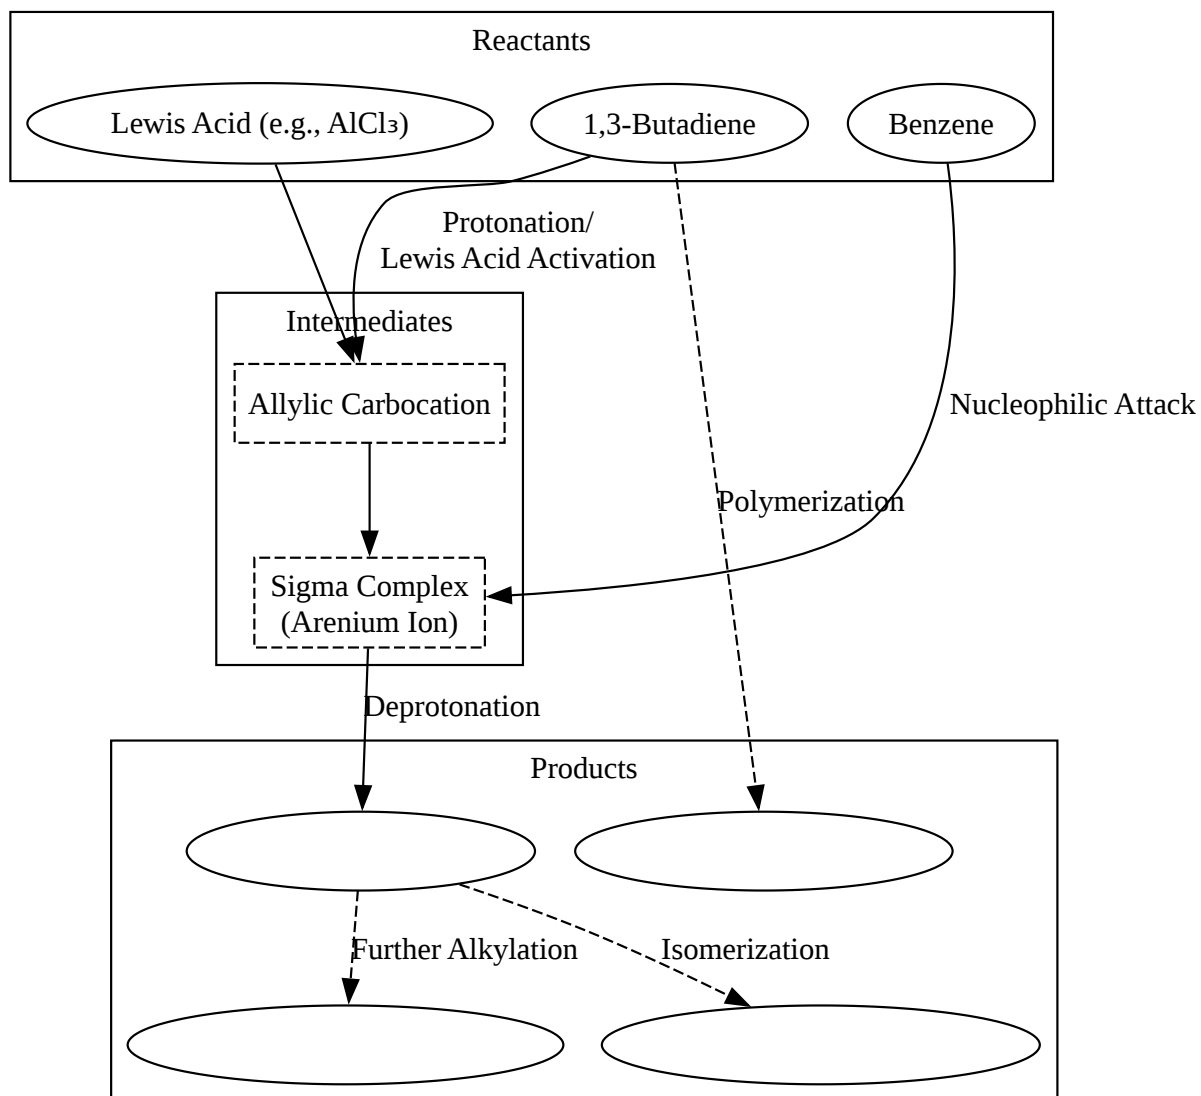 Reactants
Lewis Acid (e.g., AlCl₃)
1,3-Butadiene
Benzene
Protonation/
Lewis Acid Activation
Intermediates
Allylic Carbocation
Nucleophilic Attack
Polymerization
Sigma Complex
(Arenium Ion)
Deprotonation
Products
Further Alkylation
Isomerization